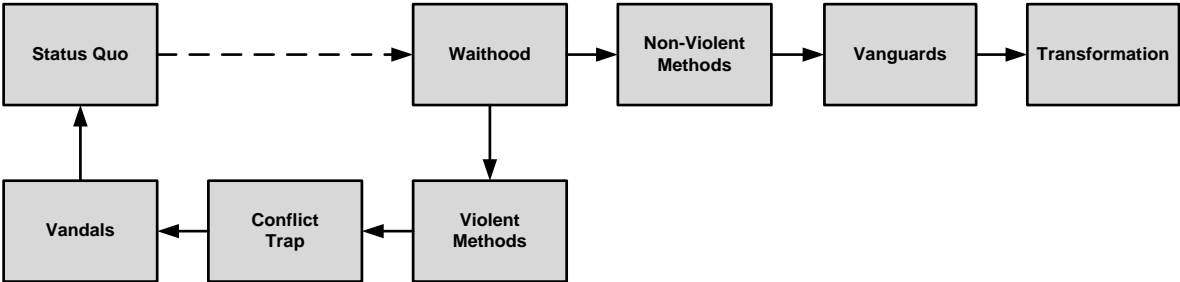 Status Quo
Waithood
Non-Violent
Methods
Vanguards
Transformation
Vandals
Conflict
Trap
Violent
Methods